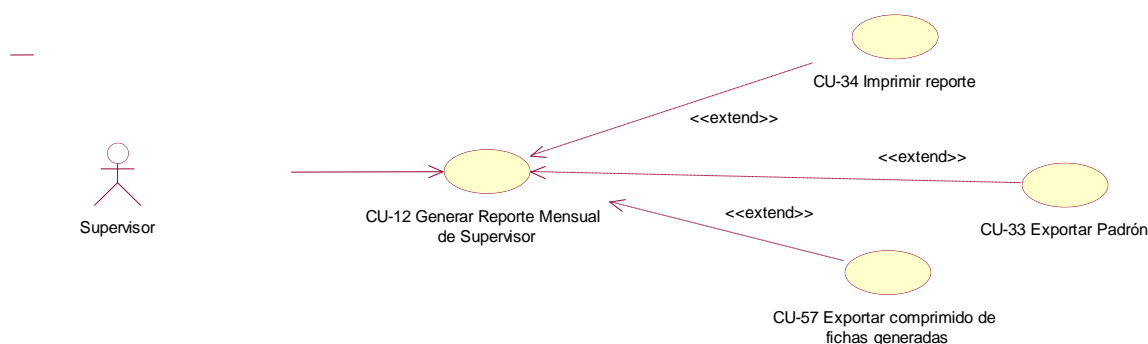 CU-34 Imprimir reporte
<<extend>>
<<extend>>
Supervisor
CU-12 Generar Reporte Mensual
de Supervisor
<<extend>>
CU-33 Exportar Padrón
CU-57 Exportar comprimido de
fichas generadas